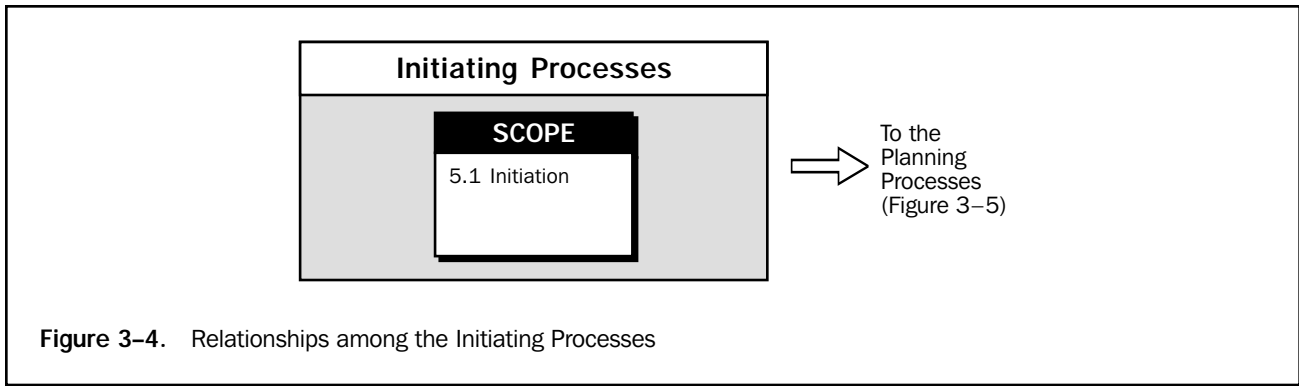 Initiating Processes
SCOPE
5.1 Initiation
To the
Planning
Processes
(Figure 3–5)
Figure 3–4. Relationships among the Initiating Processes